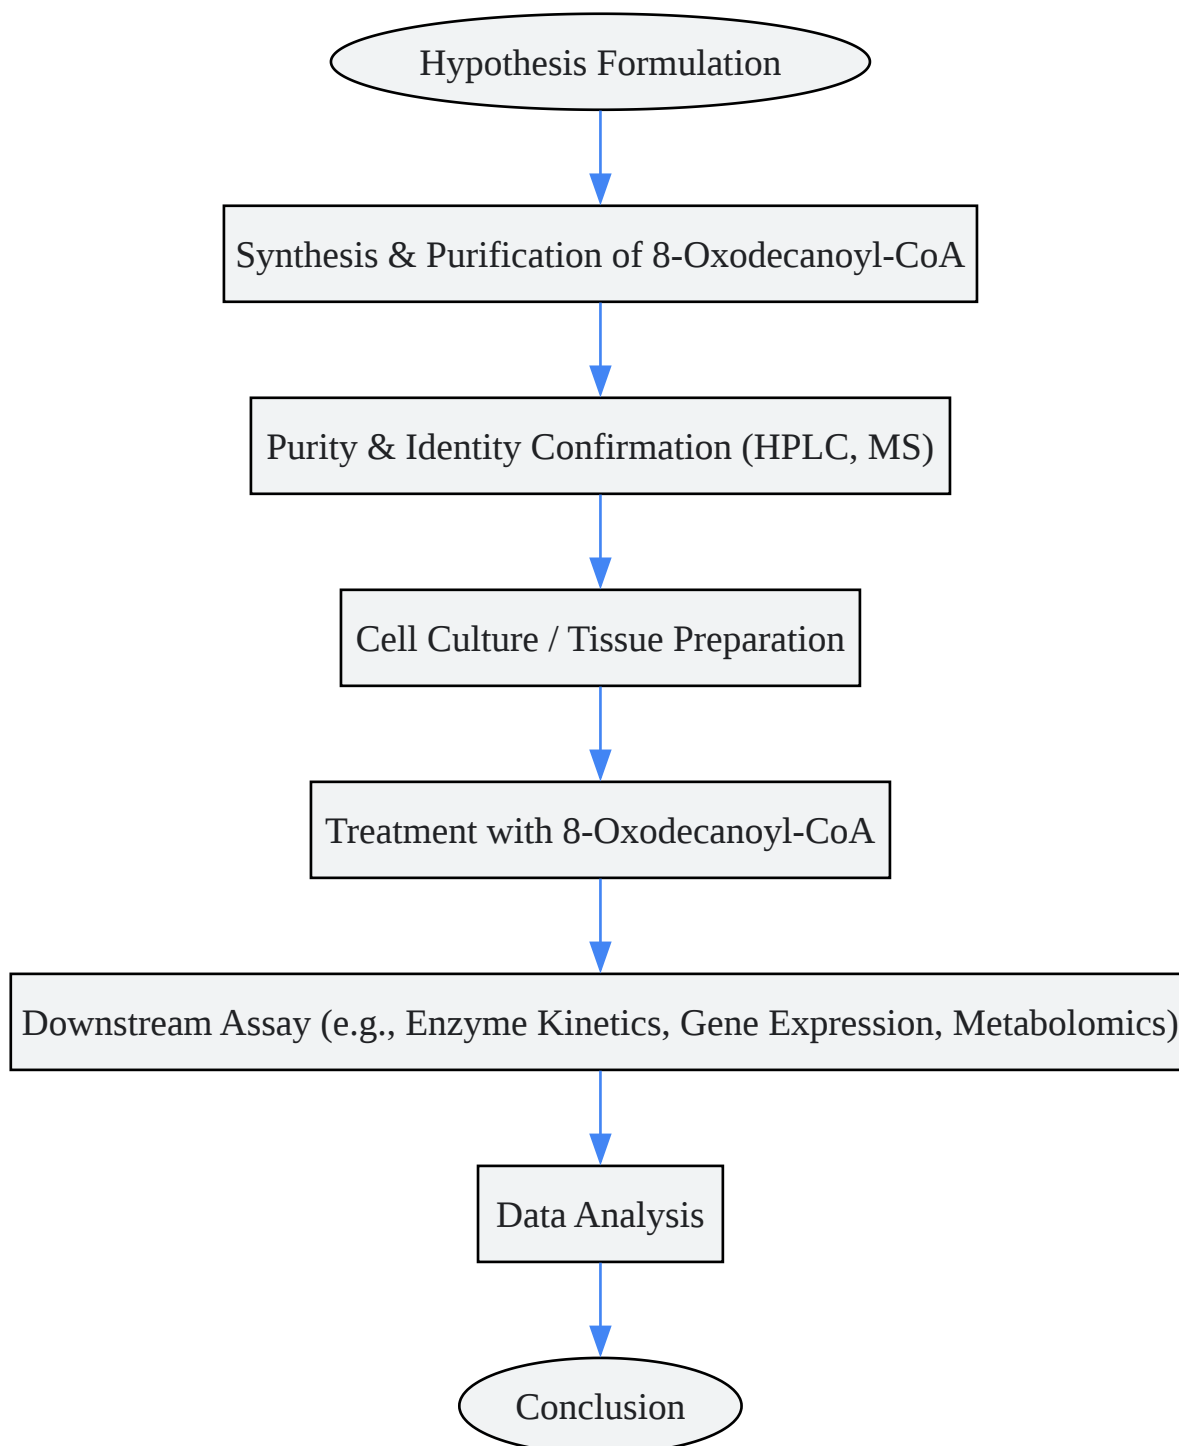 Hypothesis Formulation
Synthesis & Purification of 8-Oxodecanoyl-CoA
Purity & Identity Confirmation (HPLC, MS)
Cell Culture / Tissue Preparation
Treatment with 8-Oxodecanoyl-CoA
Downstream Assay (e.g., Enzyme Kinetics, Gene Expression, Metabolomics)
Data Analysis
Conclusion